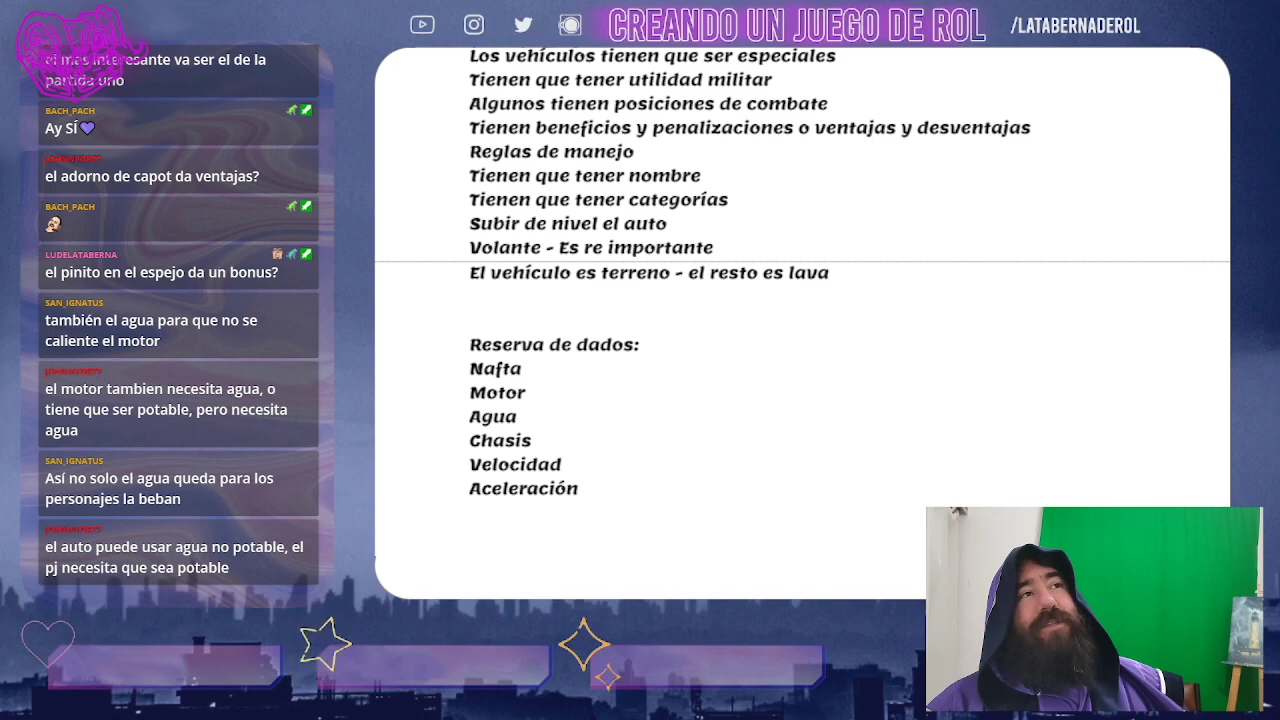 CREANDO UN JUEGO DE ROL
/LATABERNADEROL
el mas interesante va ser el de la
partida uno
BACH_PACH
Ay SÍ
el adorno de capot da ventajas?
BACH_PACH
LUDELATABERNA
el pinito en el espejo da un bonus?
SAN_IGNATUS
también el agua para que no se
caliente el motor
el motor tambien necesita agua, o
tiene que ser potable, pero necesita
agua
SAN_IGNATUS
Así no solo el agua queda para los
personajes la beban
el auto puede usar agua no potable, el
pj necesita que sea potable
Los vehículos tienen que ser especiales
Tienen que tener utilidad militar
Algunos tienen posiciones de combate
Tienen beneficios y penalizaciones o ventajas y desventajas
Reglas de manejo
Tienen que tener nombre
Tienen que tener categorías
Subir de nivel el auto
Volante - Es re importante
El vehículo es terreno - el resto es lava
Reserva de dados:
Nafta
Motor
Agua
Chasis
Velocidad
Aceleración